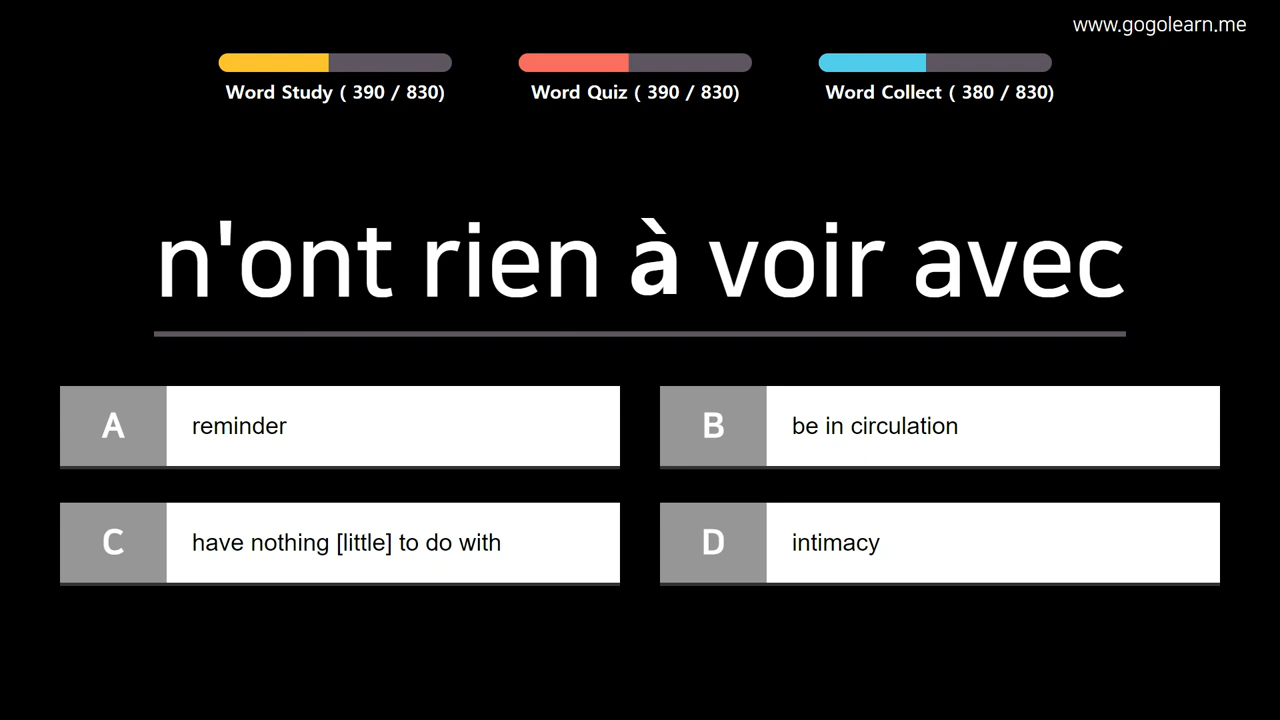 www.gogolearn.me
Word Study ( 390 / 830)
Word Quiz ( 390 / 830)
Word Collect ( 380 / 830)
n'ont rien à voir avec
A reminder
B be in circulation
C have nothing [little] to do with
D intimacy